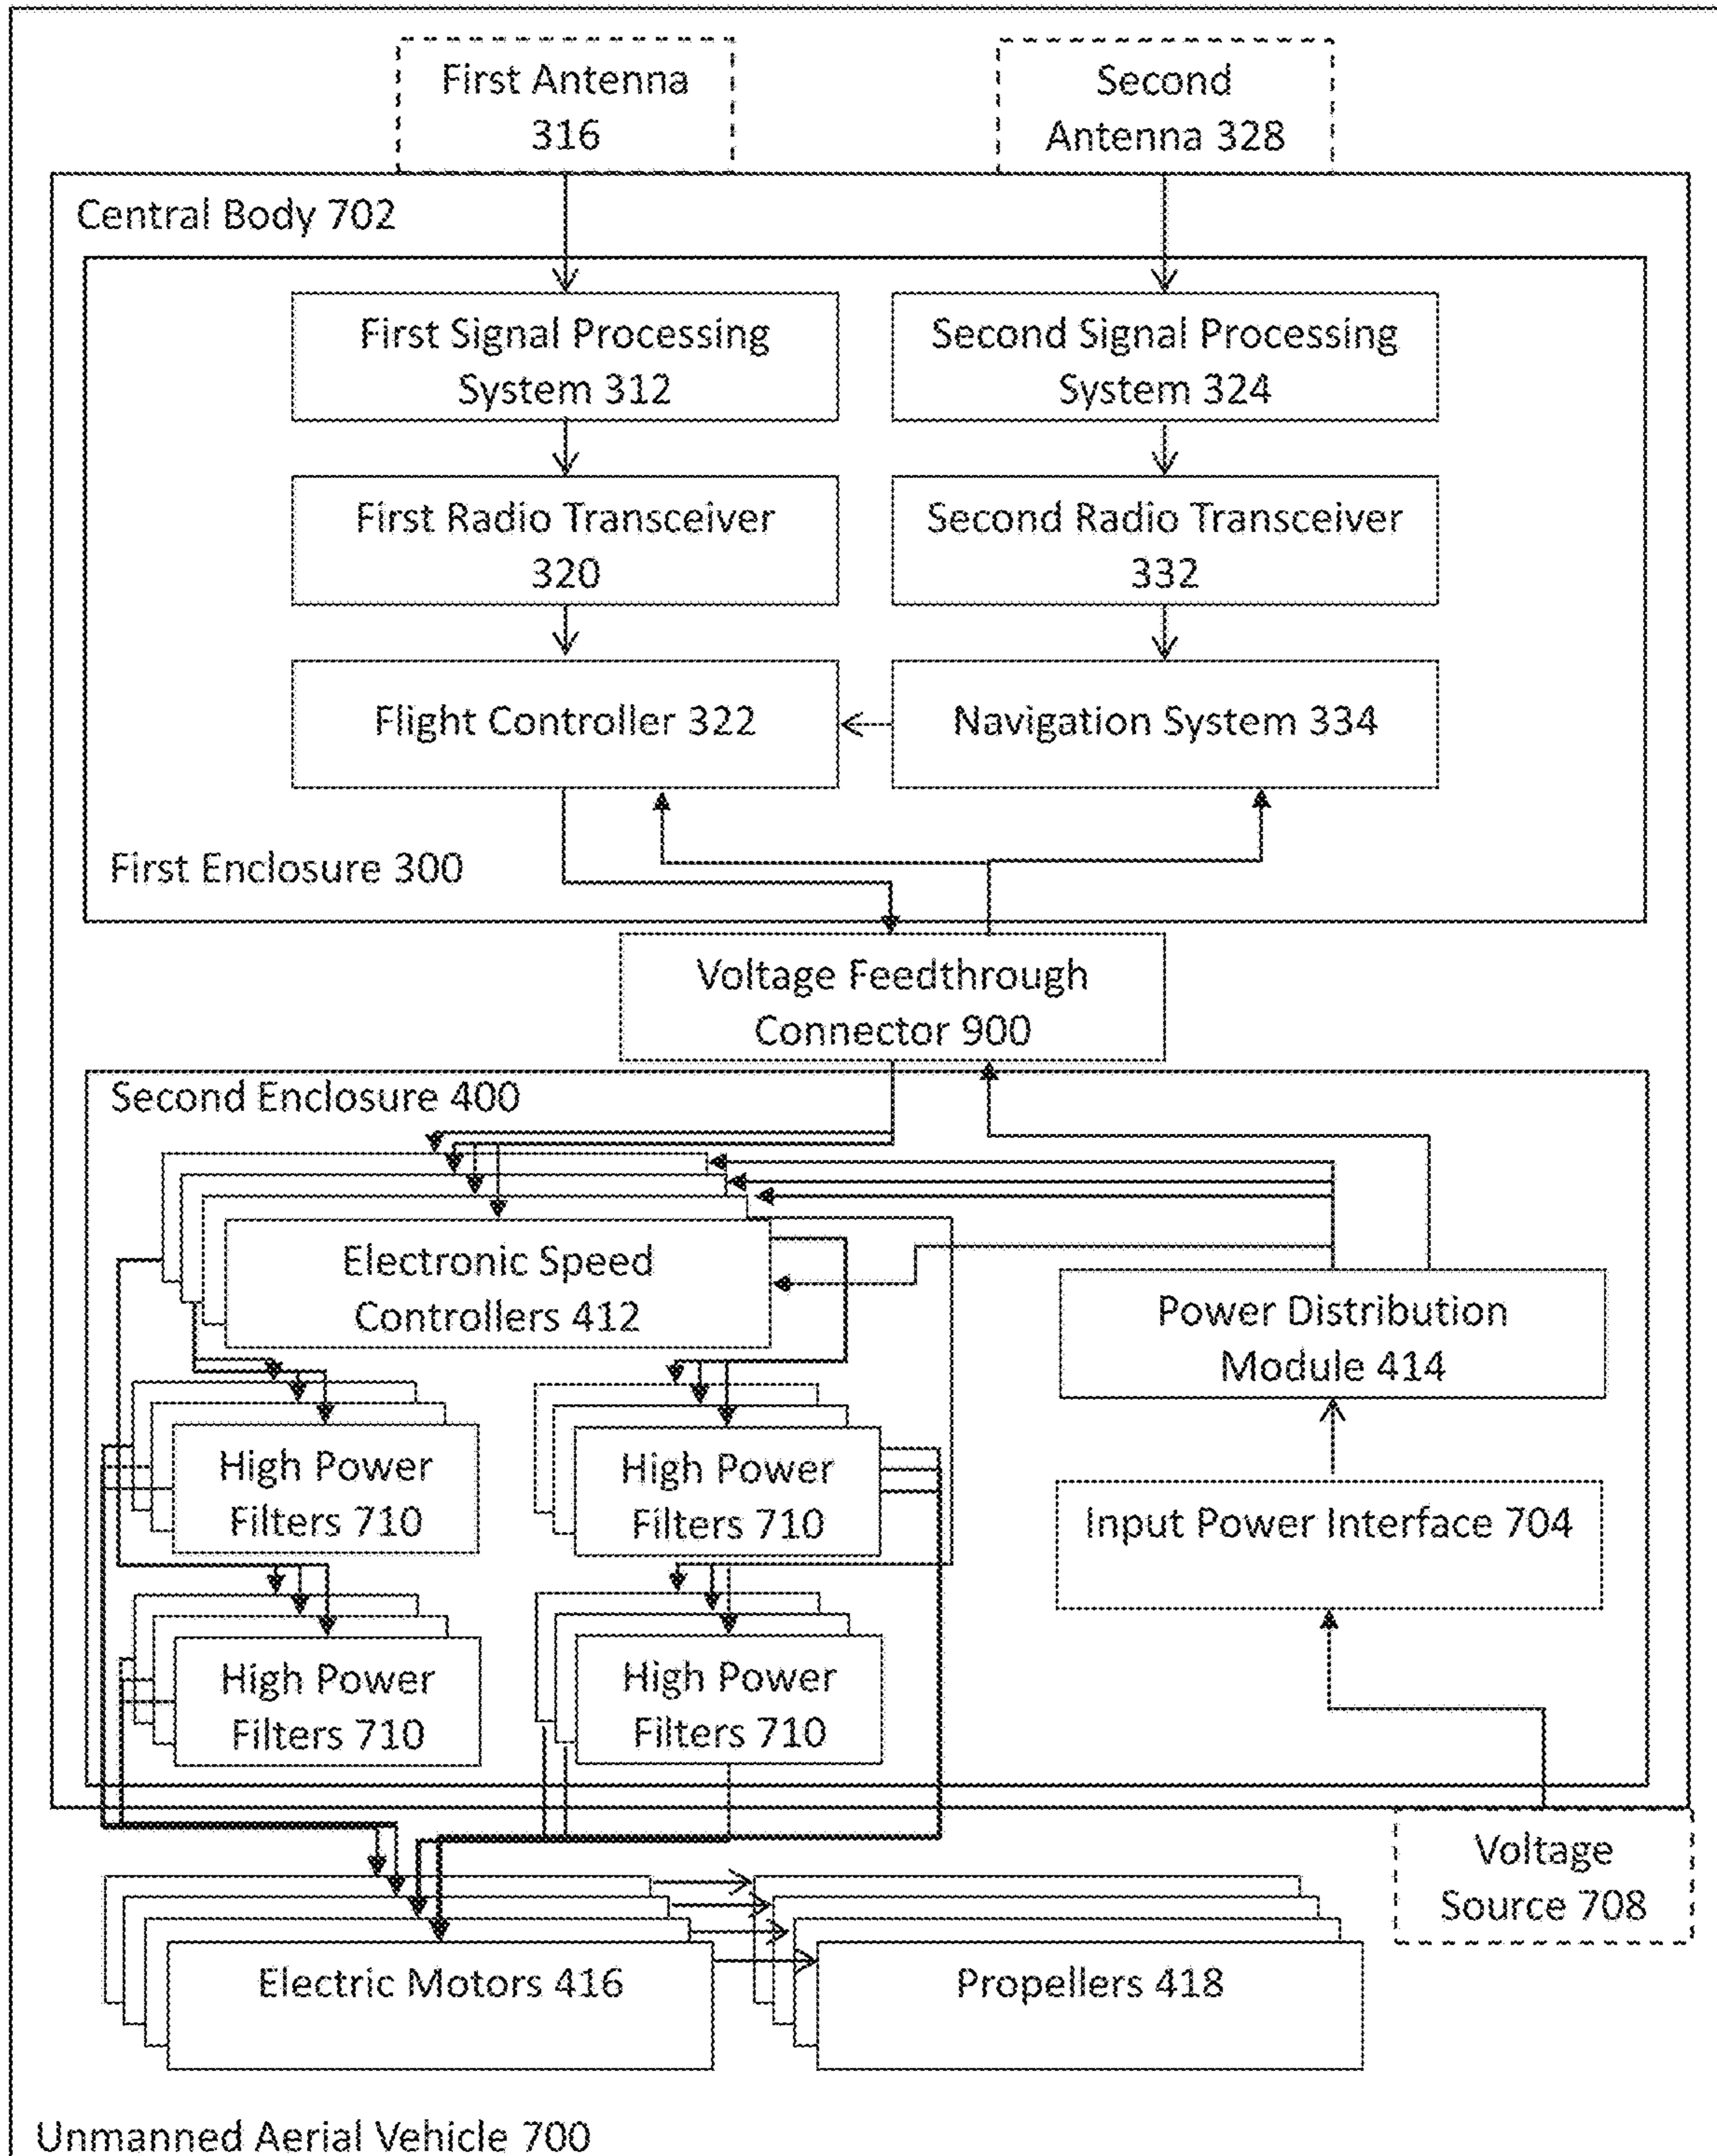 First Antenna
316
Second
Antenna 328
Central Body 702
First Signal Processing
System 312
Second Signal Processing
System 324
First Radio Transceiver
320
Second Radio Transceiver
332
Flight Controller 322
Navigation System 334
First Enclosure 300
Voltage Feedthrough
Connector 900
Second Enclosure 400
Electronic Speed
Controllers 412
Power Distribution
Module 414
High Power
Filters 710
High Power
Filters 710
Input Power Interface 704
High Power
Filters 710
High Power
Filters 710
Voltage
Source 708
Electric Motors 416
Propellers 418
Unmanned Aerial Vehicle 700